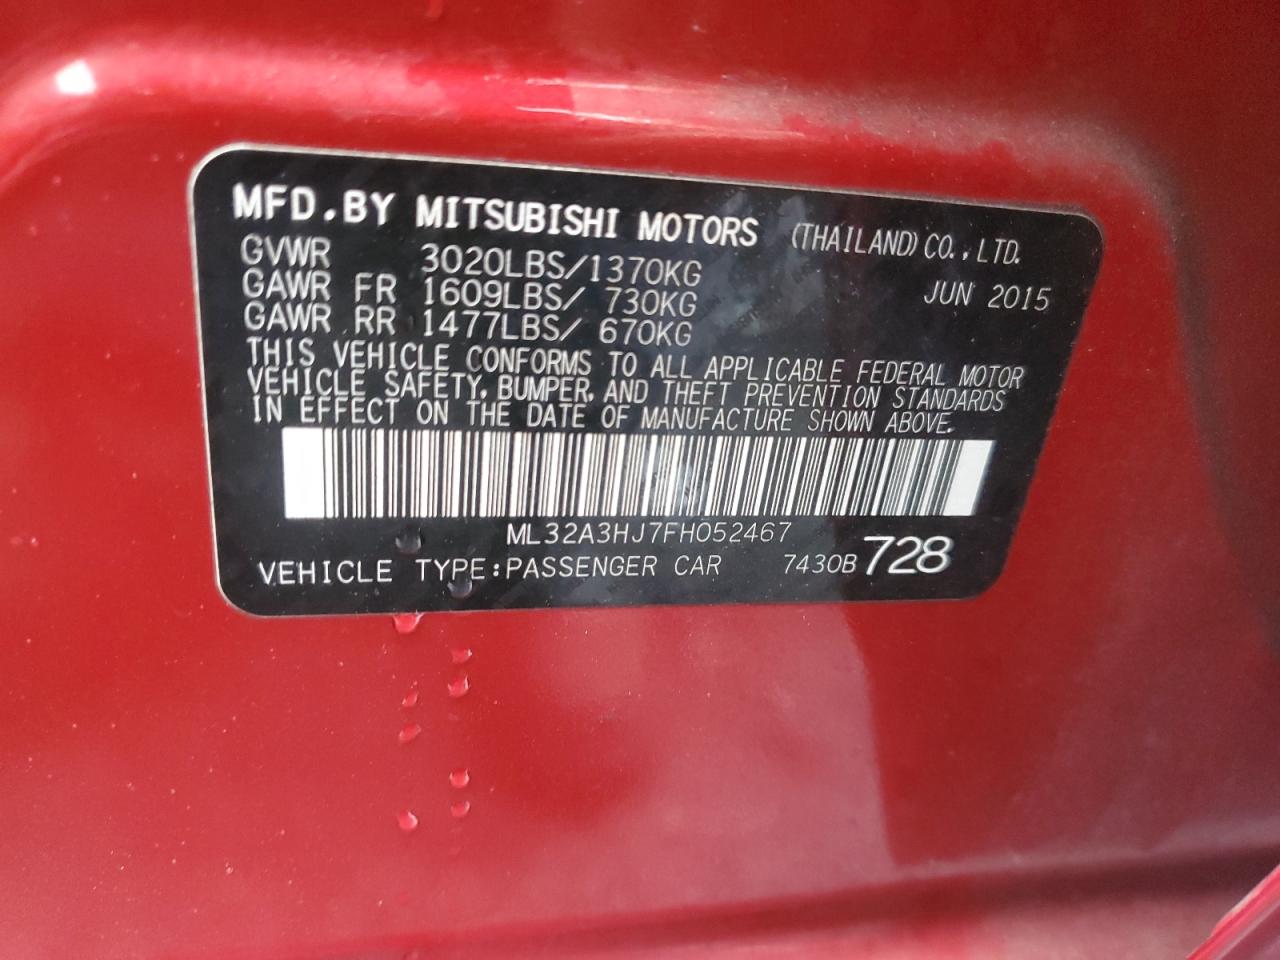 MFD.BY MITSUBISHI MOTORS (THAILAND) CO., LTD.
GVWR 3020LBS/1370KG JUN 2015
GAWR FR 1609LBS/ 730KG
GAWR RR 1477LBS/ 670KG
THIS VEHICLE CONFORMS TO ALL APPLICABLE FEDERAL MOTOR
VEHICLE SAFETY, BUMPER, AND THEFT PREVENTION STANDARDS
IN EFFECT ON THE DATE OF MANUFACTURE SHOWN ABOVE.
ML32A3HJ7FH052467
VEHICLE TYPE:PASSENGER CAR 7430B 728